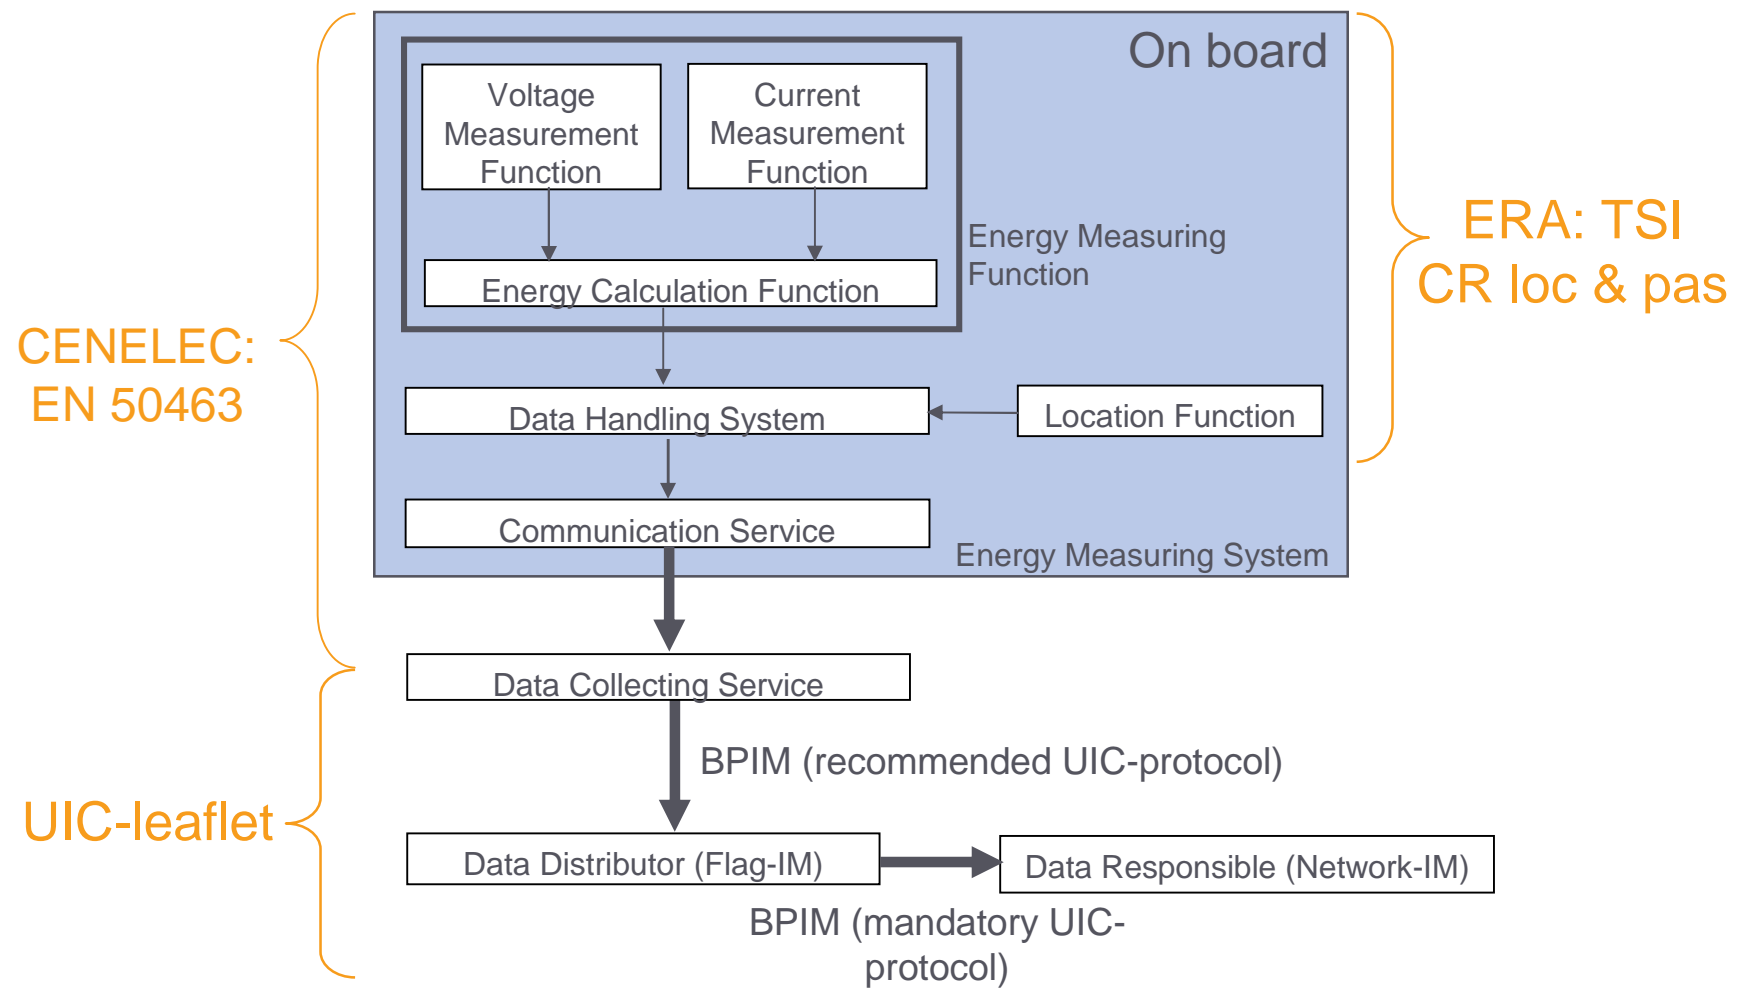 On board
Voltage
Measurement
Function
Current
Measurement
Function
Energy Measuring
Function
Energy Calculation Function
ERA: TSI
CR loc & pas
CENELEC:
EN 50463
Data Handling System
Location Function
Communication Service
Energy Measuring System
Data Collecting Service
BPIM (recommended UIC-protocol)
UIC-leaflet
Data Distributor (Flag-IM)
Data Responsible (Network-IM)
BPIM (mandatory UIC-
protocol)